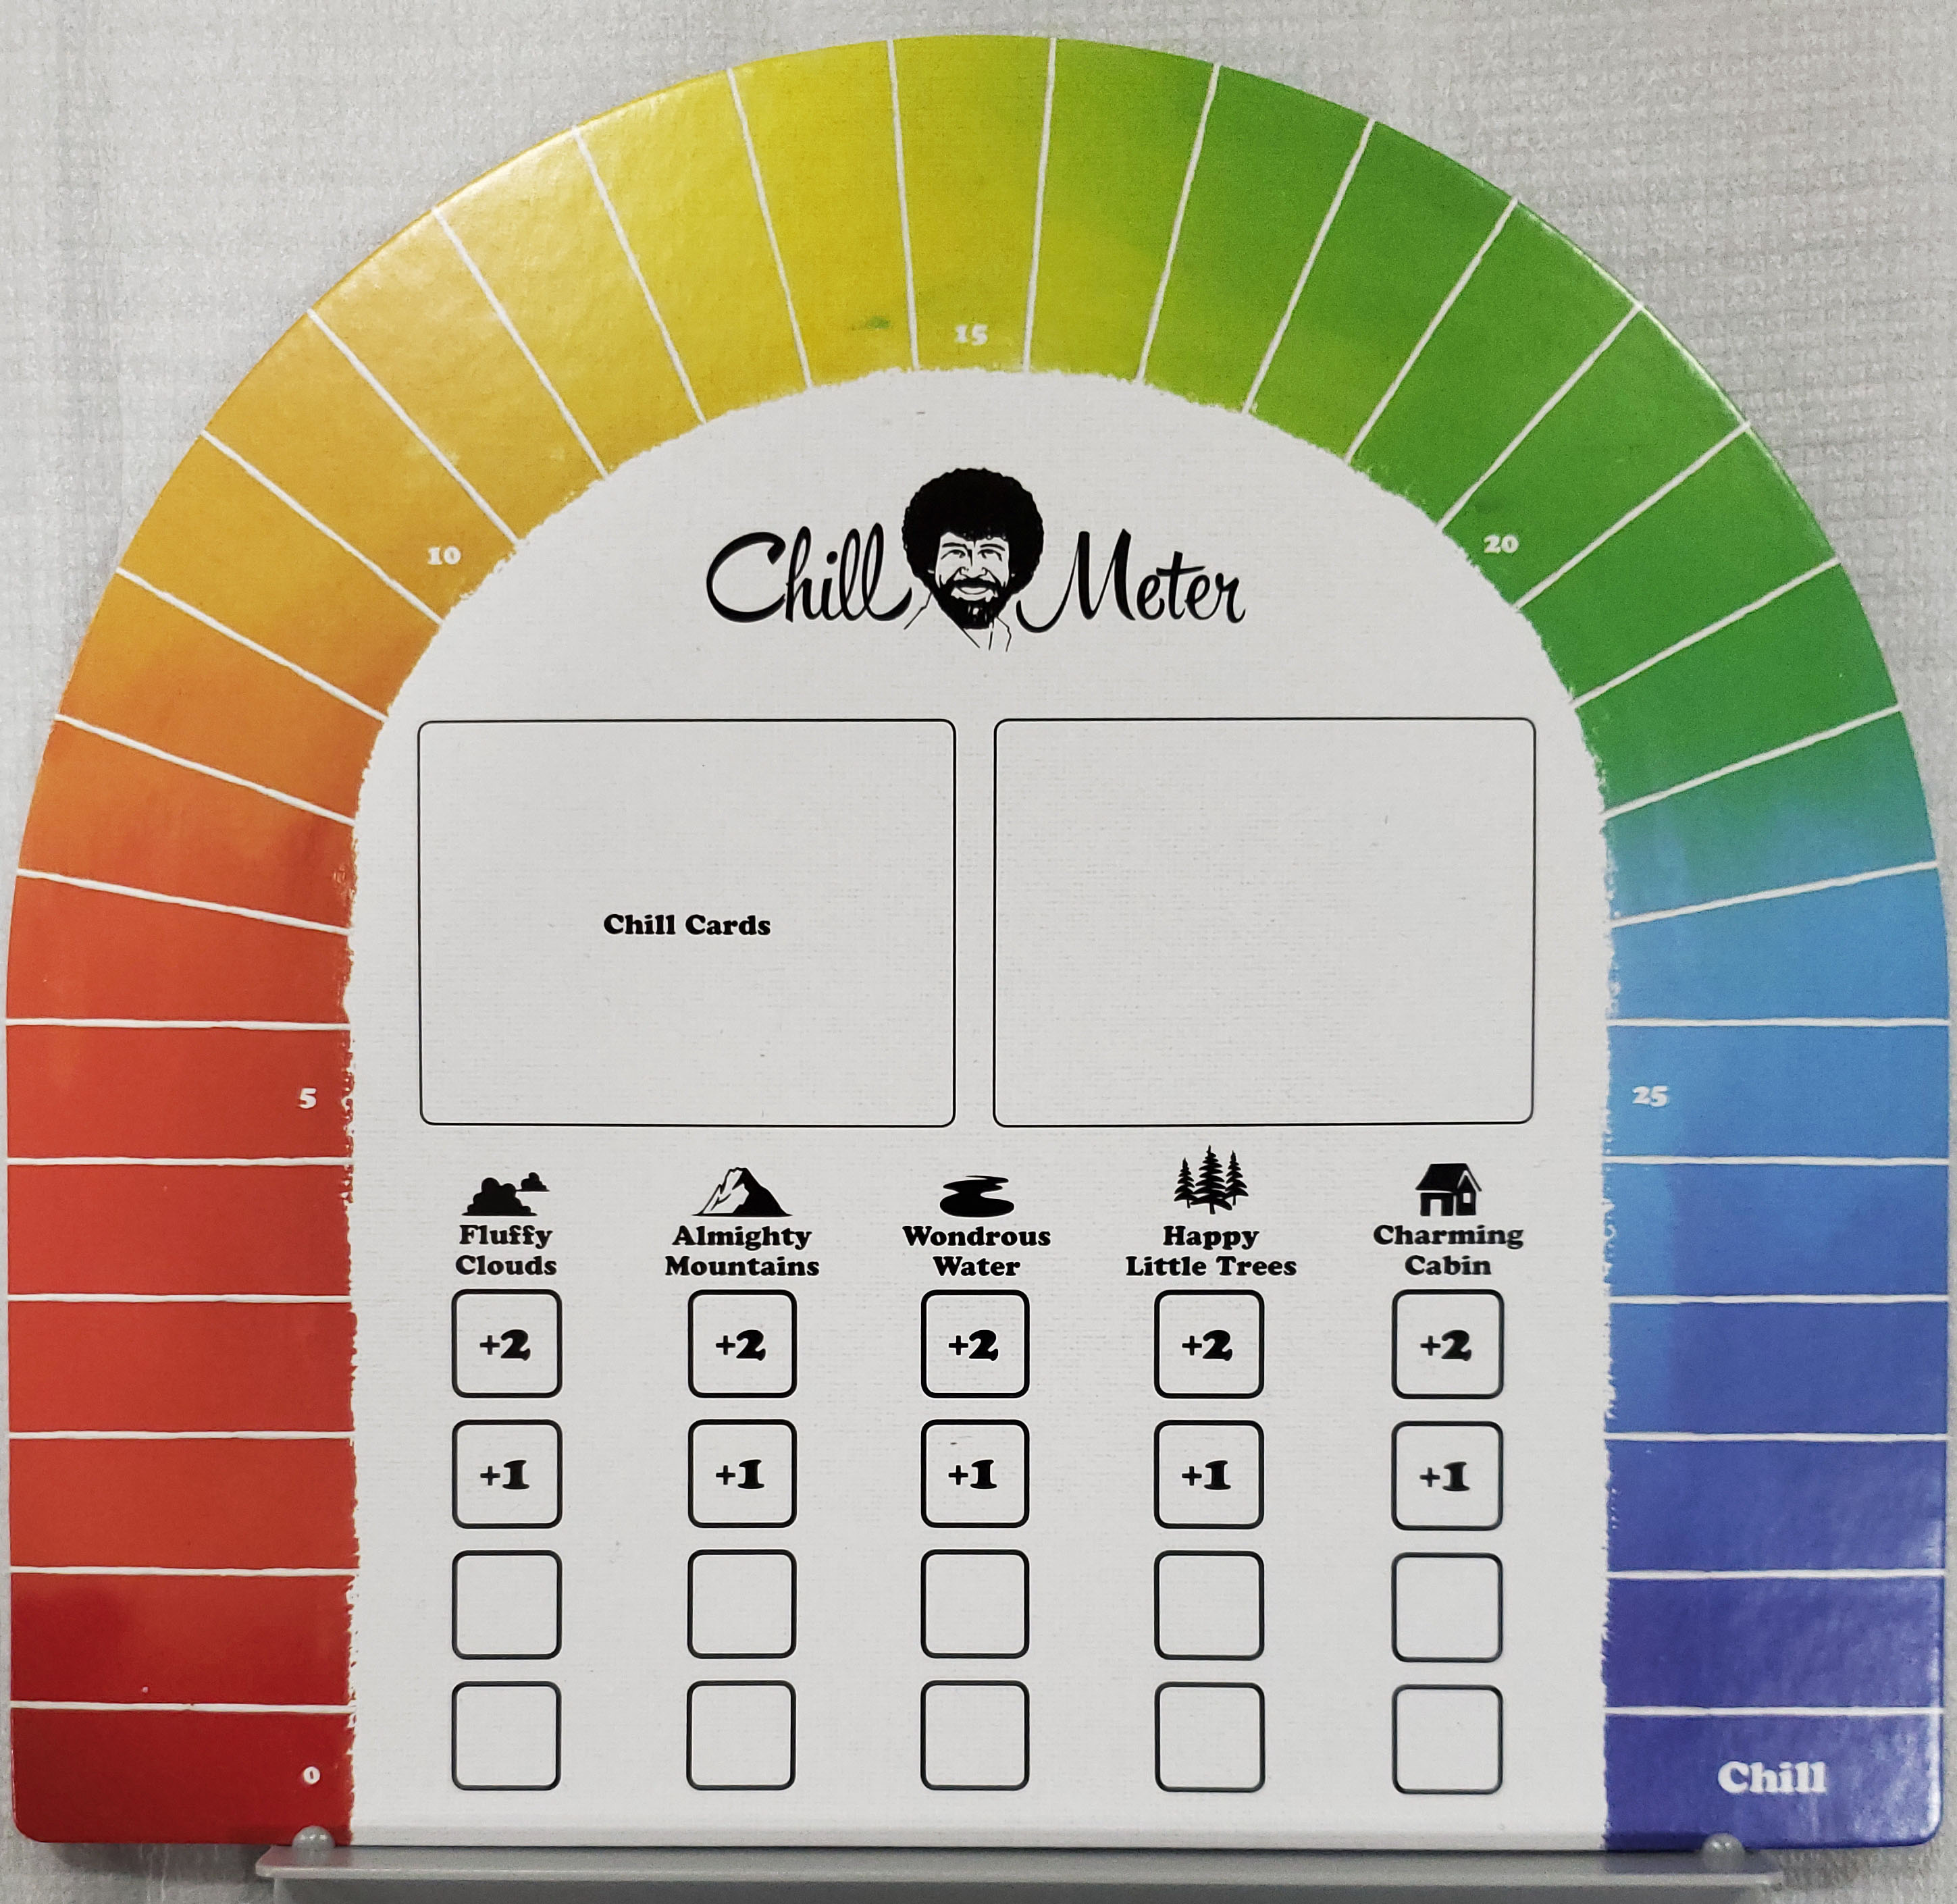 15
10
20
Chill Meter
Chill Cards
5
25
Fluffy
Clouds
Almighty
Mountains
Wondrous
Water
Happy
Little Trees
Charming
Cabin
+2 +2 +2 +2 +2
+1 +1 +1 +1 +1
0
Chill